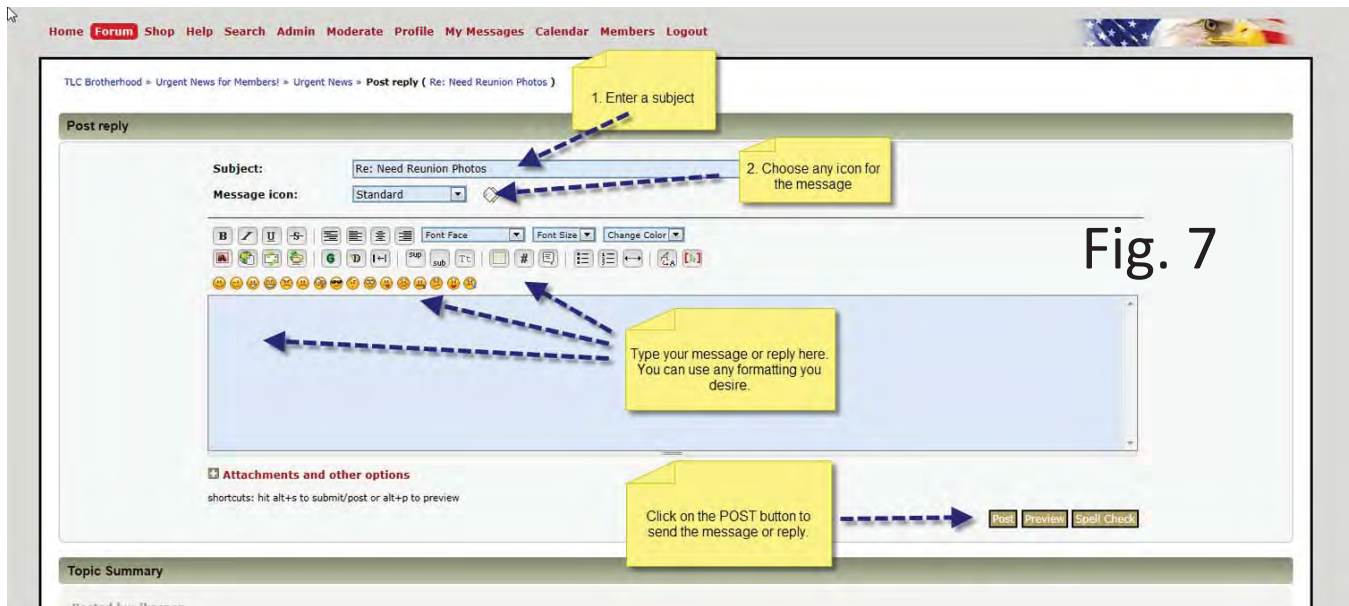 Home Forum Shop Help Search Admin Moderate Profile My Messages Calendar Members Logout
TLC Brotherhood » Urgent News for Members! » Urgent News » Post reply ( Re: Need Reunion Photos )
1. Enter a subject
Post reply
Subject: Re: Need Reunion Photos
2. Choose any icon for
the message
Message icon: Standard
Fig. 7
B I U S Font Face Font Size Change Color
G D sup sub Tt #
Type your message or reply here.
You can use any formatting you
desire.
Attachments and other options
shortcuts: hit alt+s to submit/post or alt+p to preview
Click on the POST button to
send the message or reply.
Post Preview Spell Check
Topic Summary